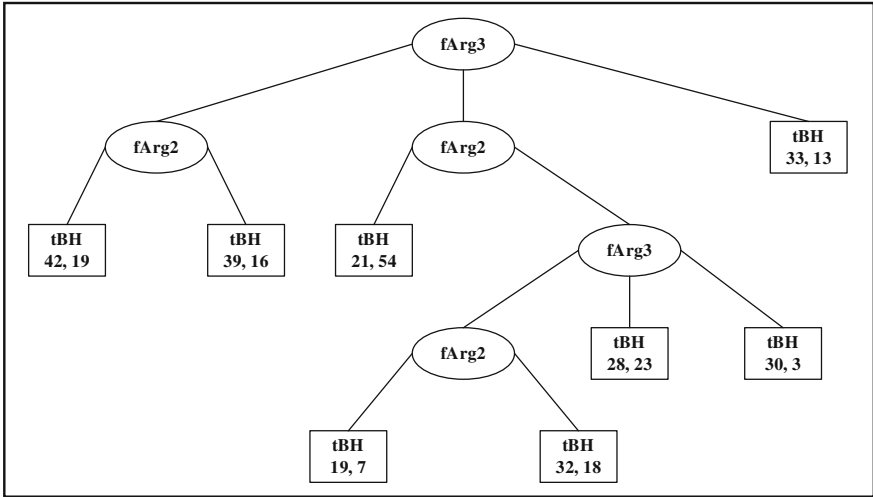 fArg3
fArg2
fArg2
tBH
33, 13
tBH
42, 19
tBH
39, 16
tBH
21, 54
fArg3
fArg2
tBH
28, 23
tBH
30, 3
tBH
19, 7
tBH
32, 18